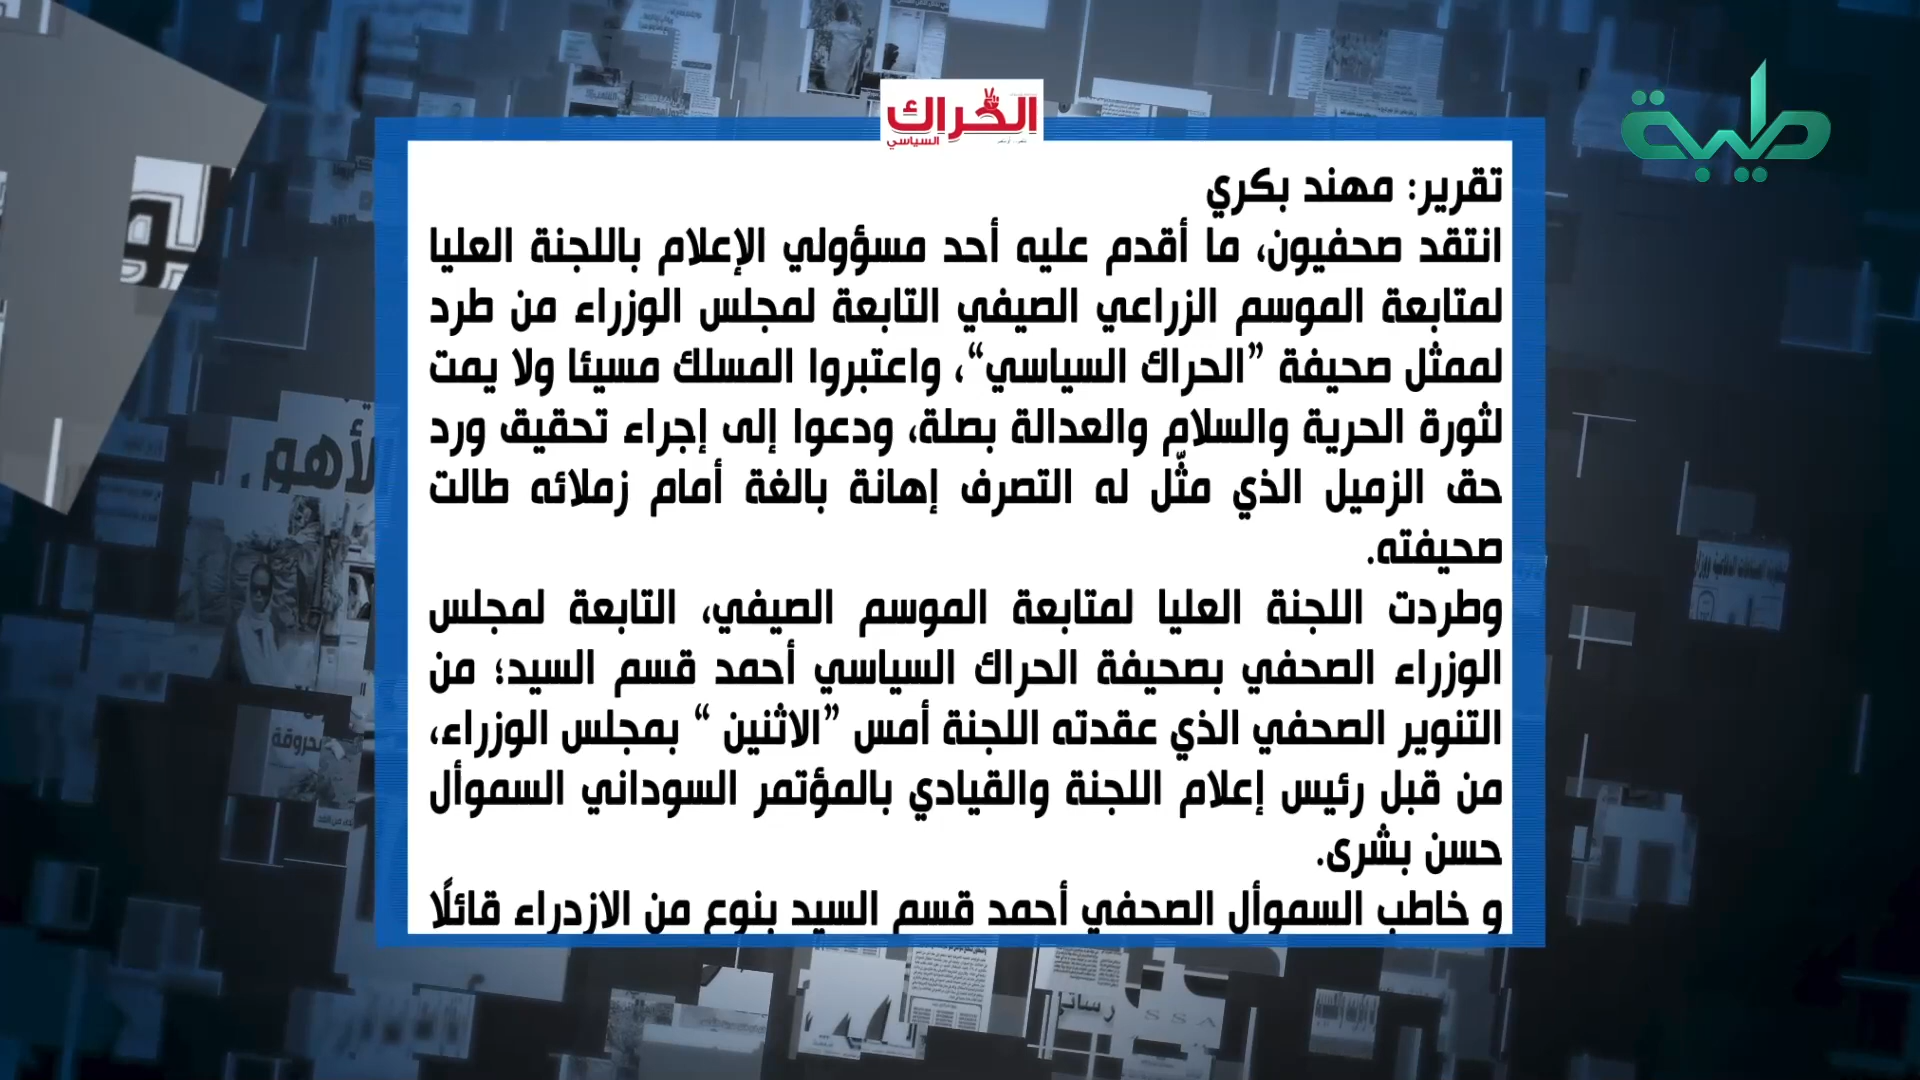 الحراك
السياسي
طيبة
تقرير: مهند بكري
انتقد صحفيون، ما أقدم عليه أحد مسؤولي الإعلام باللجنة العليا
لمتابعة الموسم الزراعي الصيفي التابعة لمجلس الوزراء من طرد
لممثل صحيفة ”الحراك السياسي“، واعتبروا المسلك مسيئا ولا يمت
لثورة الحرية والسلام والعدالة بصلة، ودعوا إلى إجراء تحقيق ورد
حق الزميل الذي مثّل له التصرف إهانة بالغة أمام زملائه طالت
صحيفته.
وطردت اللجنة العليا لمتابعة الموسم الصيفي، التابعة لمجلس
الوزراء الصحفي بصحيفة الحراك السياسي أحمد قسم السيد؛ من
التنوير الصحفي الذي عقدته اللجنة أمس ”الاثنين “ بمجلس الوزراء،
من قبل رئيس إعلام اللجنة والقيادي بالمؤتمر السوداني السموأل
حسن بشرى.
و خاطب السموأل الصحفي أحمد قسم السيد بنوع من الازدراء قائلًا